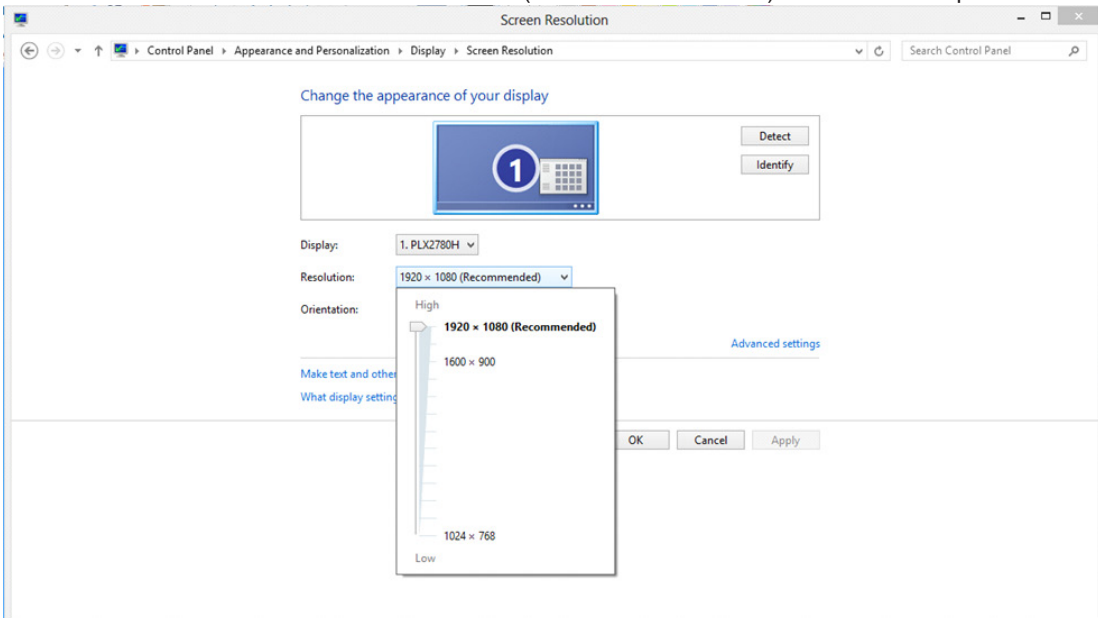 Screen Resolution
Control Panel Appearance and Personalization Display Screen Resolution
Search Control Panel
Change the appearance of your display
1
Detect
Identify
Display: 1. PLX2780H
Resolution: 1920 × 1080 (Recommended)
Orientation:
High
1920 × 1080 (Recommended)
1600 × 900
1024 × 768
Low
Advanced settings
Make text and other
What display setting
OK Cancel Apply